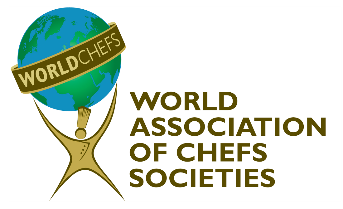 WORLDCHEFS
WORLD
ASSOCIATION
OF CHEFS
SOCIETIES